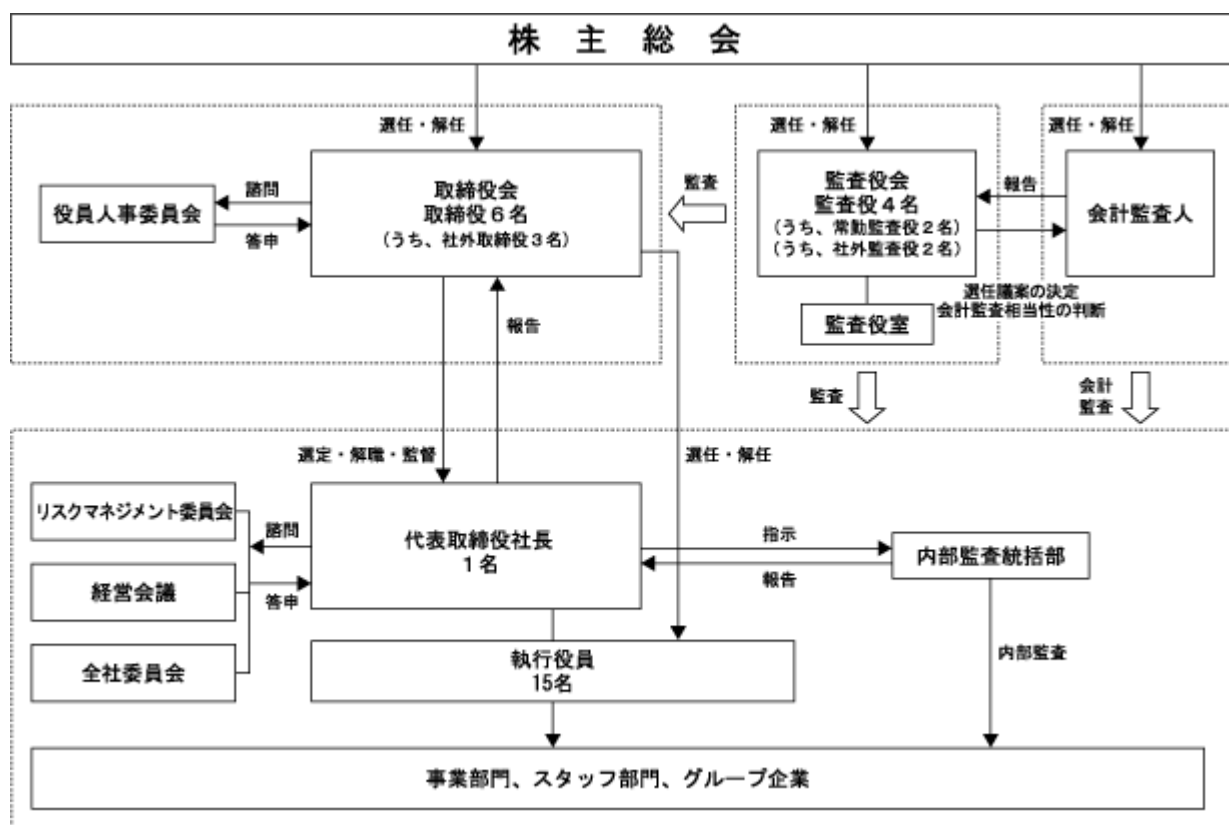 株主総会
選任・解任
選任・解任
選任・解任
取締役会
取締役６名
（うち、社外取締役３名）
役員人事委員会
諮問
答申
監査
監査役会
監査役４名
（うち、常勤監査役２名）
（うち、社外監査役２名）
報告
会計監査人
選任議案の決定
会計監査相当性の判断
監査役室
報告
監査
会計
監査
選定・解職・監督
選任・解任
リスクマネジメント委員会
諮問
代表取締役社長
１名
指示
報告
内部監査統括部
経営会議
答申
全社委員会
執行役員
15名
内部監査
事業部門、スタッフ部門、グループ企業